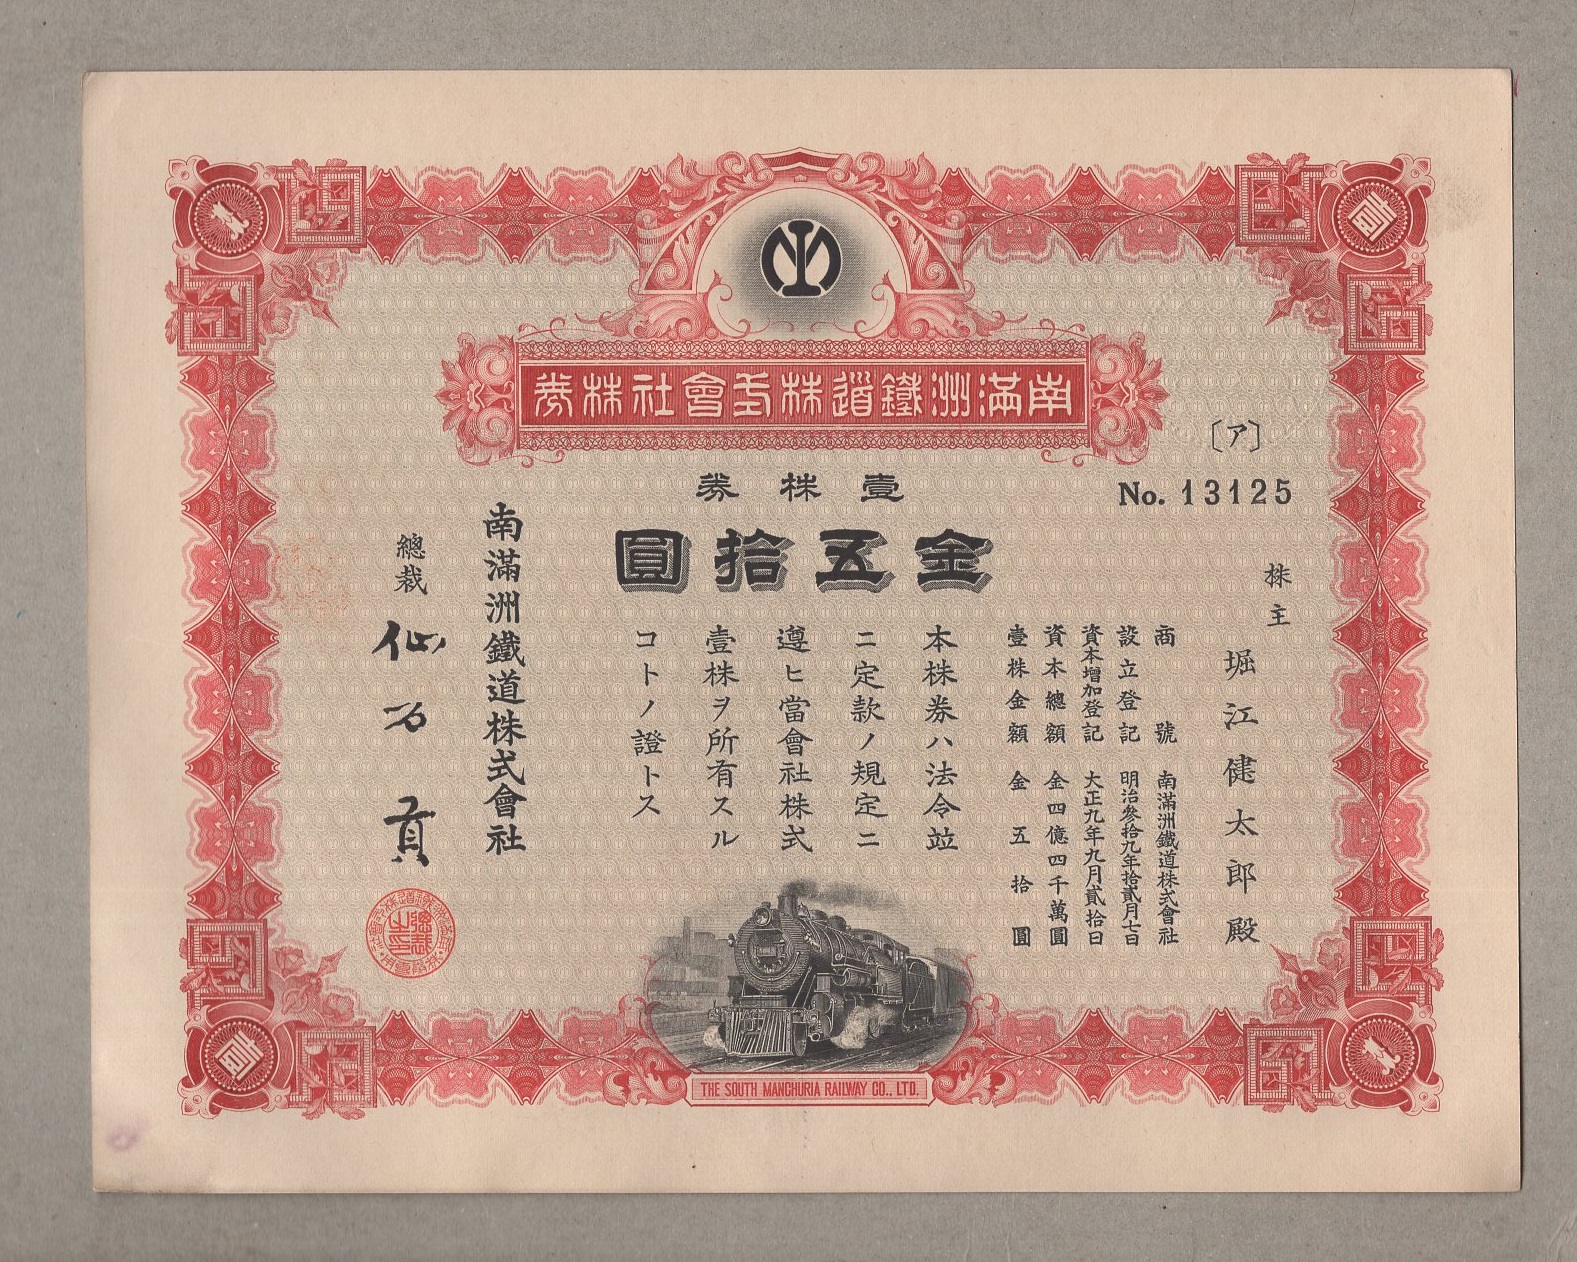 南滿洲鐵道株式會社株券
〔ア〕
No. 13125
壹株券
金五拾圓
株主
堀江健太郎殿
商號 南滿洲鐵道株式會社
設立登記 明治參拾九年拾貳月七日
資本增加登記 大正九年九月貳拾日
資本總額 金四億四千萬圓
壹株金額 金五拾圓
本株券ハ法令竝
ニ定款ノ規定ニ
遵ヒ當會社株式
壹株ヲ所有スル
コトノ證トス
南滿洲鐵道株式會社
總裁 仙石貢
THE SOUTH MANCHURIA RAILWAY CO., LTD.